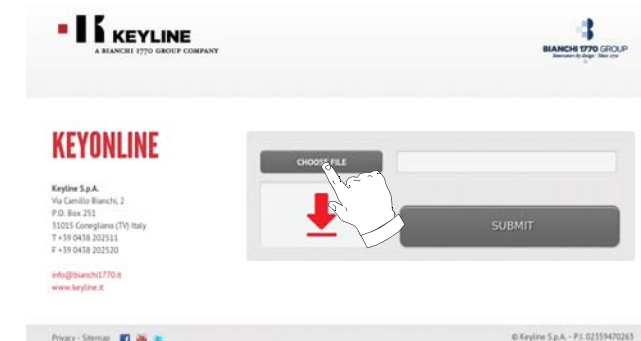 KEYLINE
A BIANCHI 1770 GROUP COMPANY
BIANCHI 1770 GROUP
KEYONLINE
Keyline S.p.A.
Via Camillo Bianchi, 2
P.O. Box 251
31015 Conegliano (TV) Italy
T +39 0438 202511
F +39 0438 202520
info@bianchi1770.it
www.keyline.it
CHOOSE FILE
SUBMIT
Privacy - Sitemap
© Keyline S.p.A. - P.I. 02359470263